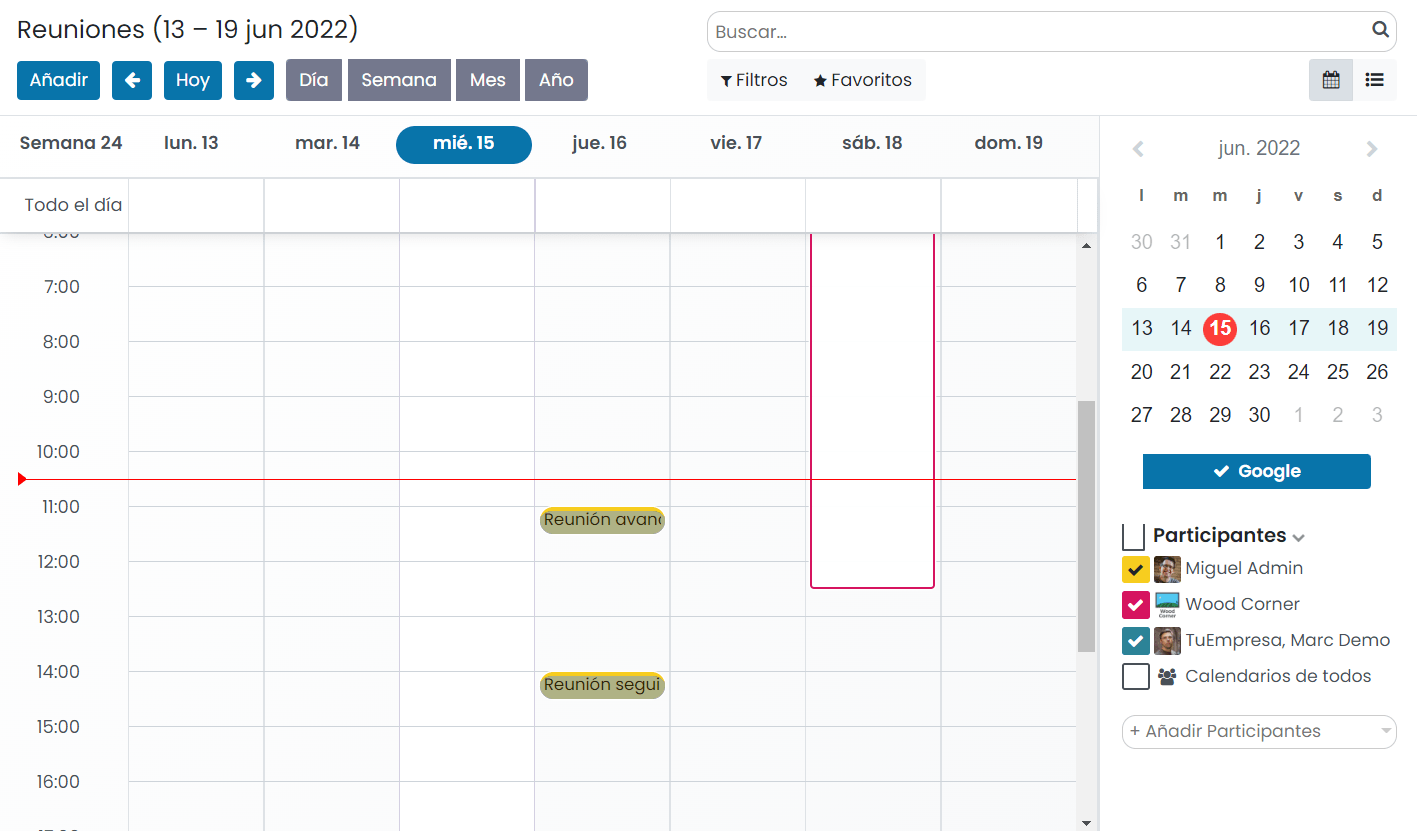 Reuniones (13 – 19 jun 2022)
Buscar...
Añadir Hoy Día Semana Mes Año
Filtros Favoritos
Semana 24 lun. 13 mar. 14 mié. 15 jue. 16 vie. 17 sáb. 18 dom. 19
Todo el día
7:00
8:00
9:00
10:00
11:00
Reunión avanc
12:00
13:00
14:00
Reunión segui
15:00
16:00
jun. 2022
l m m j v s d
30 31 1 2 3 4 5
6 7 8 9 10 11 12
13 14 15 16 17 18 19
20 21 22 23 24 25 26
27 28 29 30 1 2 3
Google
Participantes
Miguel Admin
Wood Corner
TuEmpresa, Marc Demo
Calendarios de todos
+ Añadir Participantes